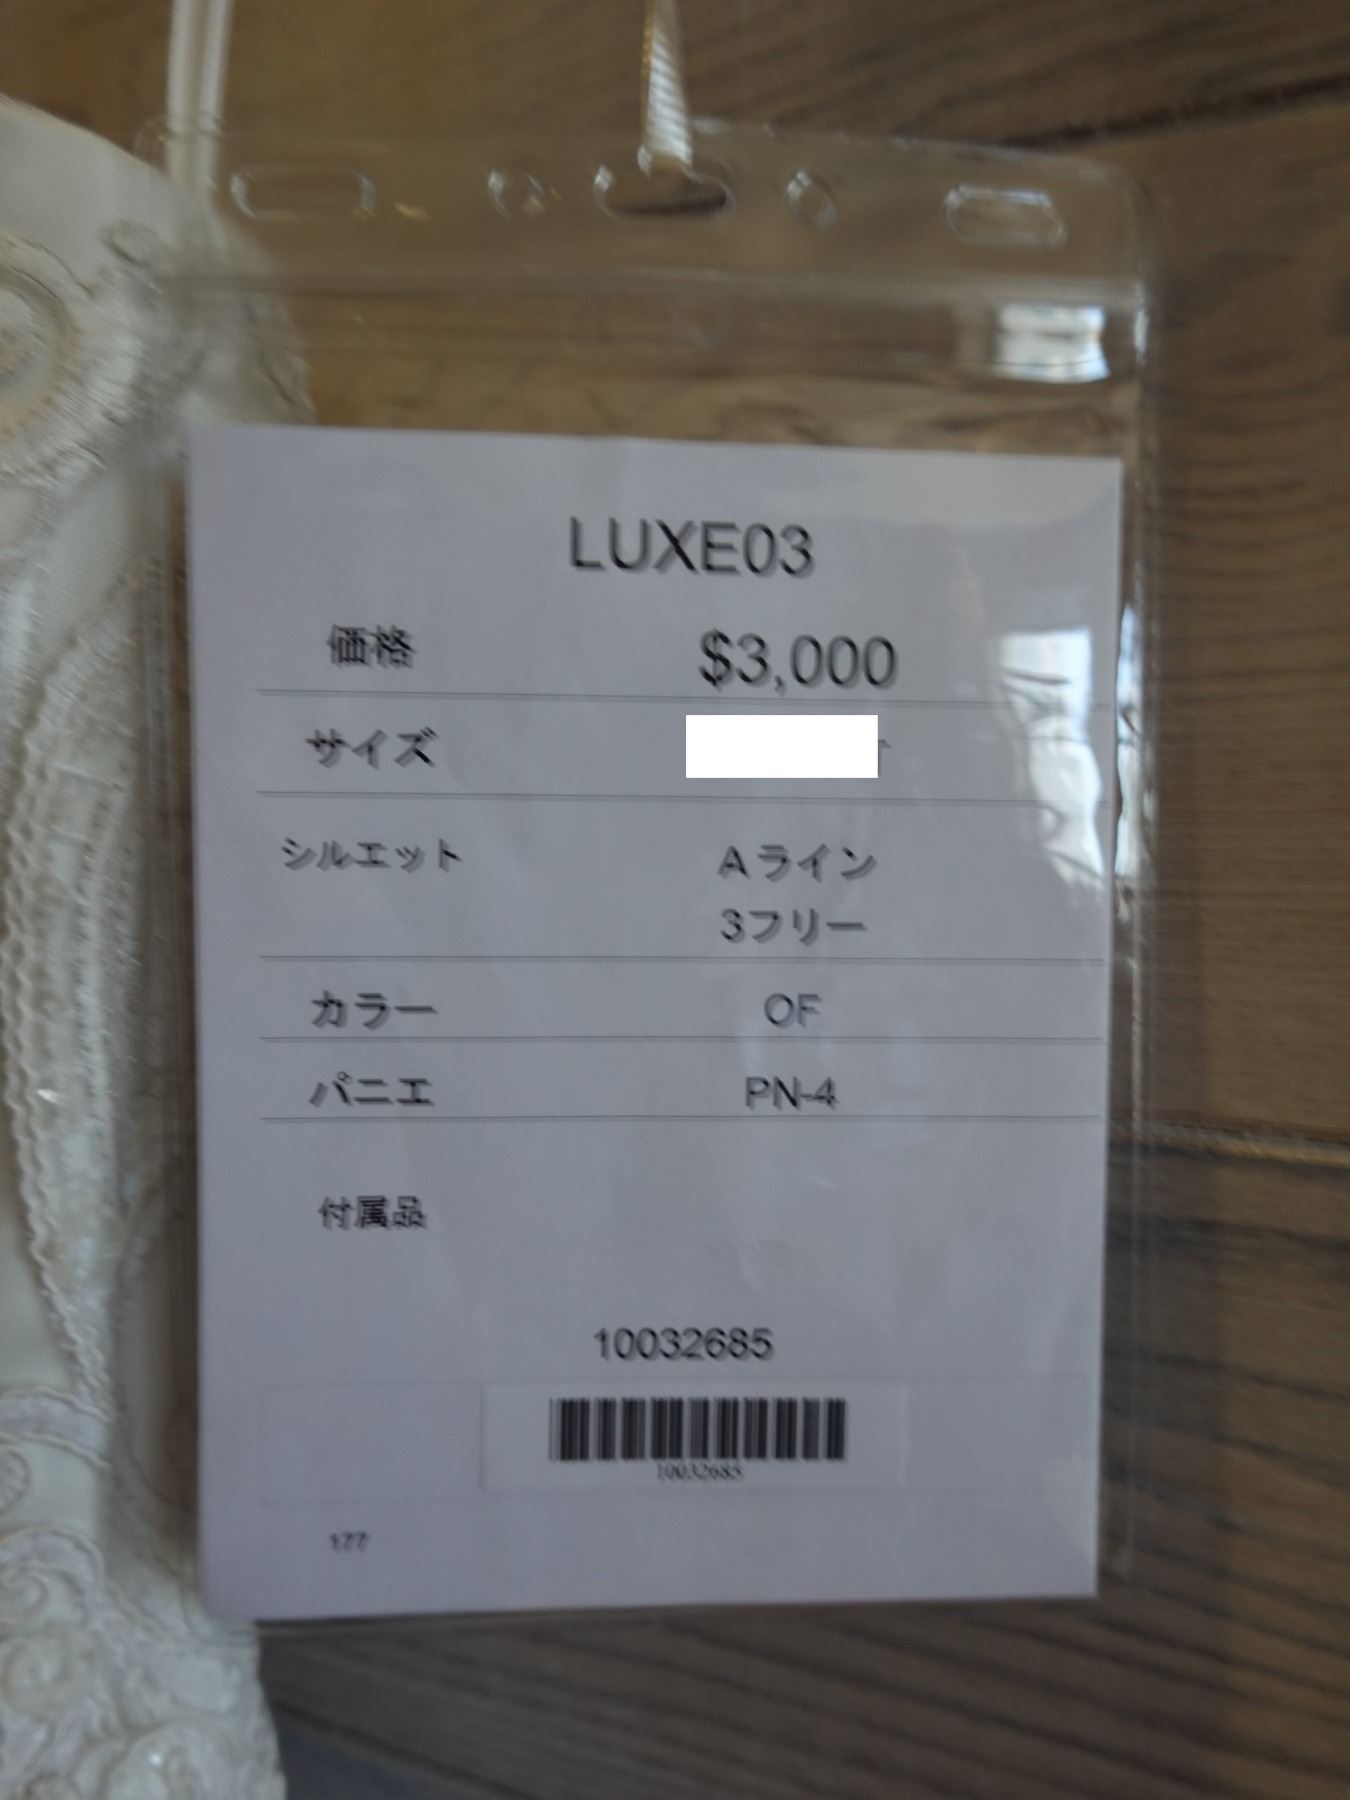 LUXE03
価格 $3,000
サイズ
シルエット Aライン
3フリー
カラー OF
パニエ PN-4
付属品
10032685
10032685
177